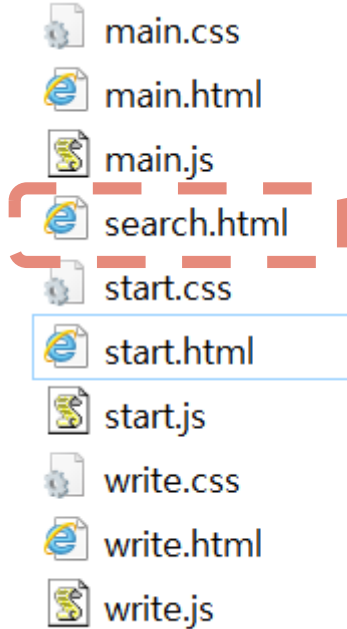 main.css
main.html
main.js
search.html
start.css
start.html
start.js
write.css
write.html
write.js